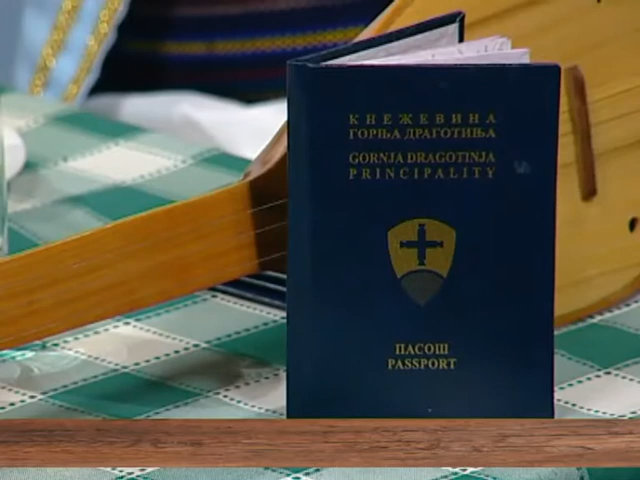 КНЕЖЕВИНА
ГОРЊА ДРАГОТИЊА
GORNJA DRAGOTINJA
PRINCIPALITY
ПАСОШ
PASSPORT